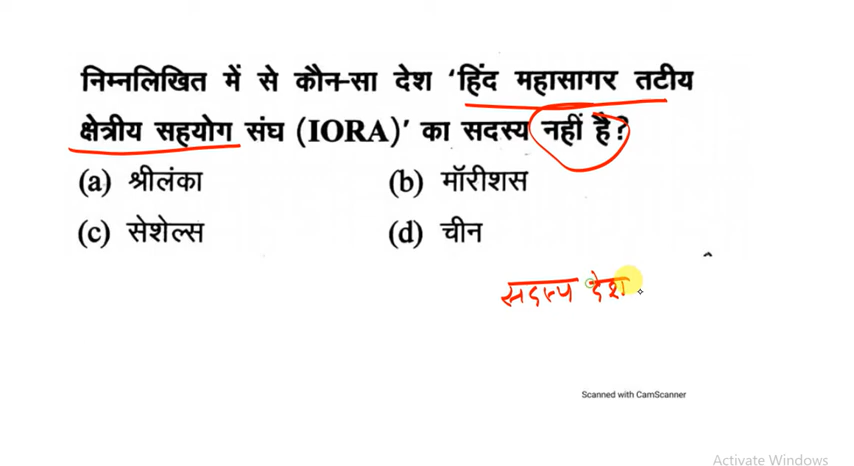 निम्नलिखित में से कौन-सा देश 'हिंद महासागर तटीय
क्षेत्रीय सहयोग संघ (IORA)' का सदस्य नहीं है?
(a) श्रीलंका (b) मॉरीशस
(c) सेशेल्स (d) चीन
सदस्य देश
Scanned with CamScanner
Activate Windows